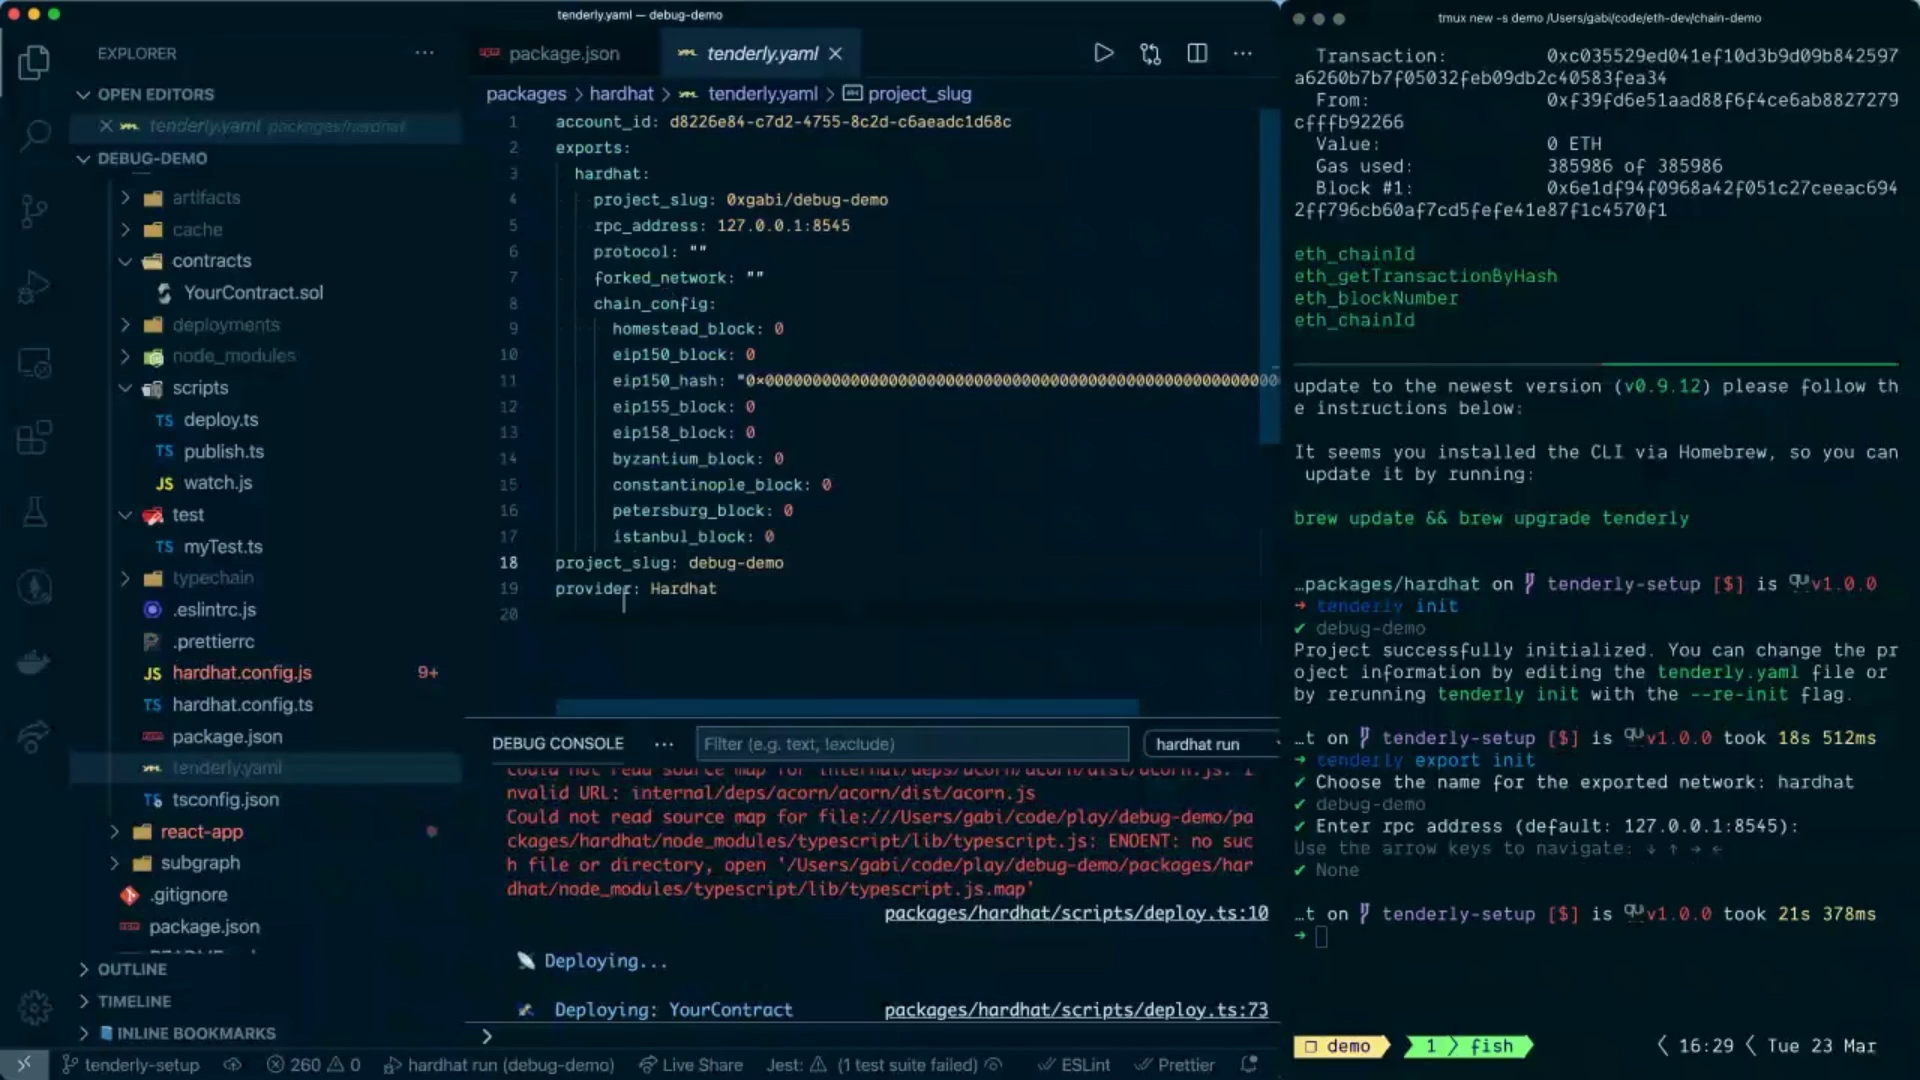 tenderly.yaml — debug-demo
EXPLORER
OPEN EDITORS
tenderly.yaml packages/hardhat
DEBUG-DEMO
artifacts
cache
contracts
YourContract.sol
deployments
node_modules
scripts
TS deploy.ts
TS publish.ts
JS watch.js
test
TS myTest.ts
typechain
.eslintrc.js
.prettierrc
JS hardhat.config.js 9+
TS hardhat.config.ts
package.json
tenderly.yaml
TS tsconfig.json
react-app
subgraph
.gitignore
package.json
OUTLINE
TIMELINE
INLINE BOOKMARKS
package.json
tenderly.yaml
packages > hardhat > tenderly.yaml > project_slug
1 account_id: d8226e84-c7d2-4755-8c2d-c6aeadc1d68c
2 exports:
3 hardhat:
4 project_slug: 0xgabi/debug-demo
5 rpc_address: 127.0.0.1:8545
6 protocol: ""
7 forked_network: ""
8 chain_config:
9 homestead_block: 0
10 eip150_block: 0
11 eip150_hash:
12 eip155_block: 0
13 eip158_block: 0
14 byzantium_block: 0
15 constantinople_block: 0
16 petersburg_block: 0
17 istanbul_block: 0
18 project_slug: debug-demo
19 provider: Hardhat
20
DEBUG CONSOLE
Filter (e.g. text, !exclude)
hardhat run
Could not read source map for internal/deps/acorn/acorn/dist/acorn.js: I
nvalid URL: internal/deps/acorn/acorn/dist/acorn.js
Could not read source map for file:///Users/gabi/code/play/debug-demo/pa
ckages/hardhat/node_modules/typescript/lib/typescript.js: ENOENT: no suc
h file or directory, open '/Users/gabi/code/play/debug-demo/packages/har
dhat/node_modules/typescript/lib/typescript.js.map'
packages/hardhat/scripts/deploy.ts:10
Deploying...
Deploying: YourContract packages/hardhat/scripts/deploy.ts:73
tenderly-setup 260 0 hardhat run (debug-demo) Live Share Jest: (1 test suite failed) ESLint Prettier
tmux new -s demo /Users/gabi/code/eth-dev/chain-demo
Transaction: 0xc035529ed041ef10d3b9d09b842597
a6260b7b7f05032feb09db2c40583fea34
From: 0xf39fd6e51aad88f6f4ce6ab8827279
cfffb92266
Value: 0 ETH
Gas used: 385986 of 385986
Block #1: 0x6e1df94f0968a42f051c27ceeac694
2ff796cb60af7cd5fefe41e87f1c4570f1
eth_chainId
eth_getTransactionByHash
eth_blockNumber
eth_chainId
update to the newest version (v0.9.12) please follow th
e instructions below:
It seems you installed the CLI via Homebrew, so you can
update it by running:
brew update && brew upgrade tenderly
…packages/hardhat on tenderly-setup [$] is v1.0.0
➜ tenderly init
✔ debug-demo
Project successfully initialized. You can change the pr
oject information by editing the tenderly.yaml file or
by rerunning tenderly init with the --re-init flag.
…t on tenderly-setup [$] is v1.0.0 took 18s 512ms
➜ tenderly export init
✔ Choose the name for the exported network: hardhat
✔ debug-demo
✔ Enter rpc address (default: 127.0.0.1:8545):
Use the arrow keys to navigate: ↓ ↑ → ←
✔ None
…t on tenderly-setup [$] is v1.0.0 took 21s 378ms
➜
demo 1 fish 16:29 Tue 23 Mar